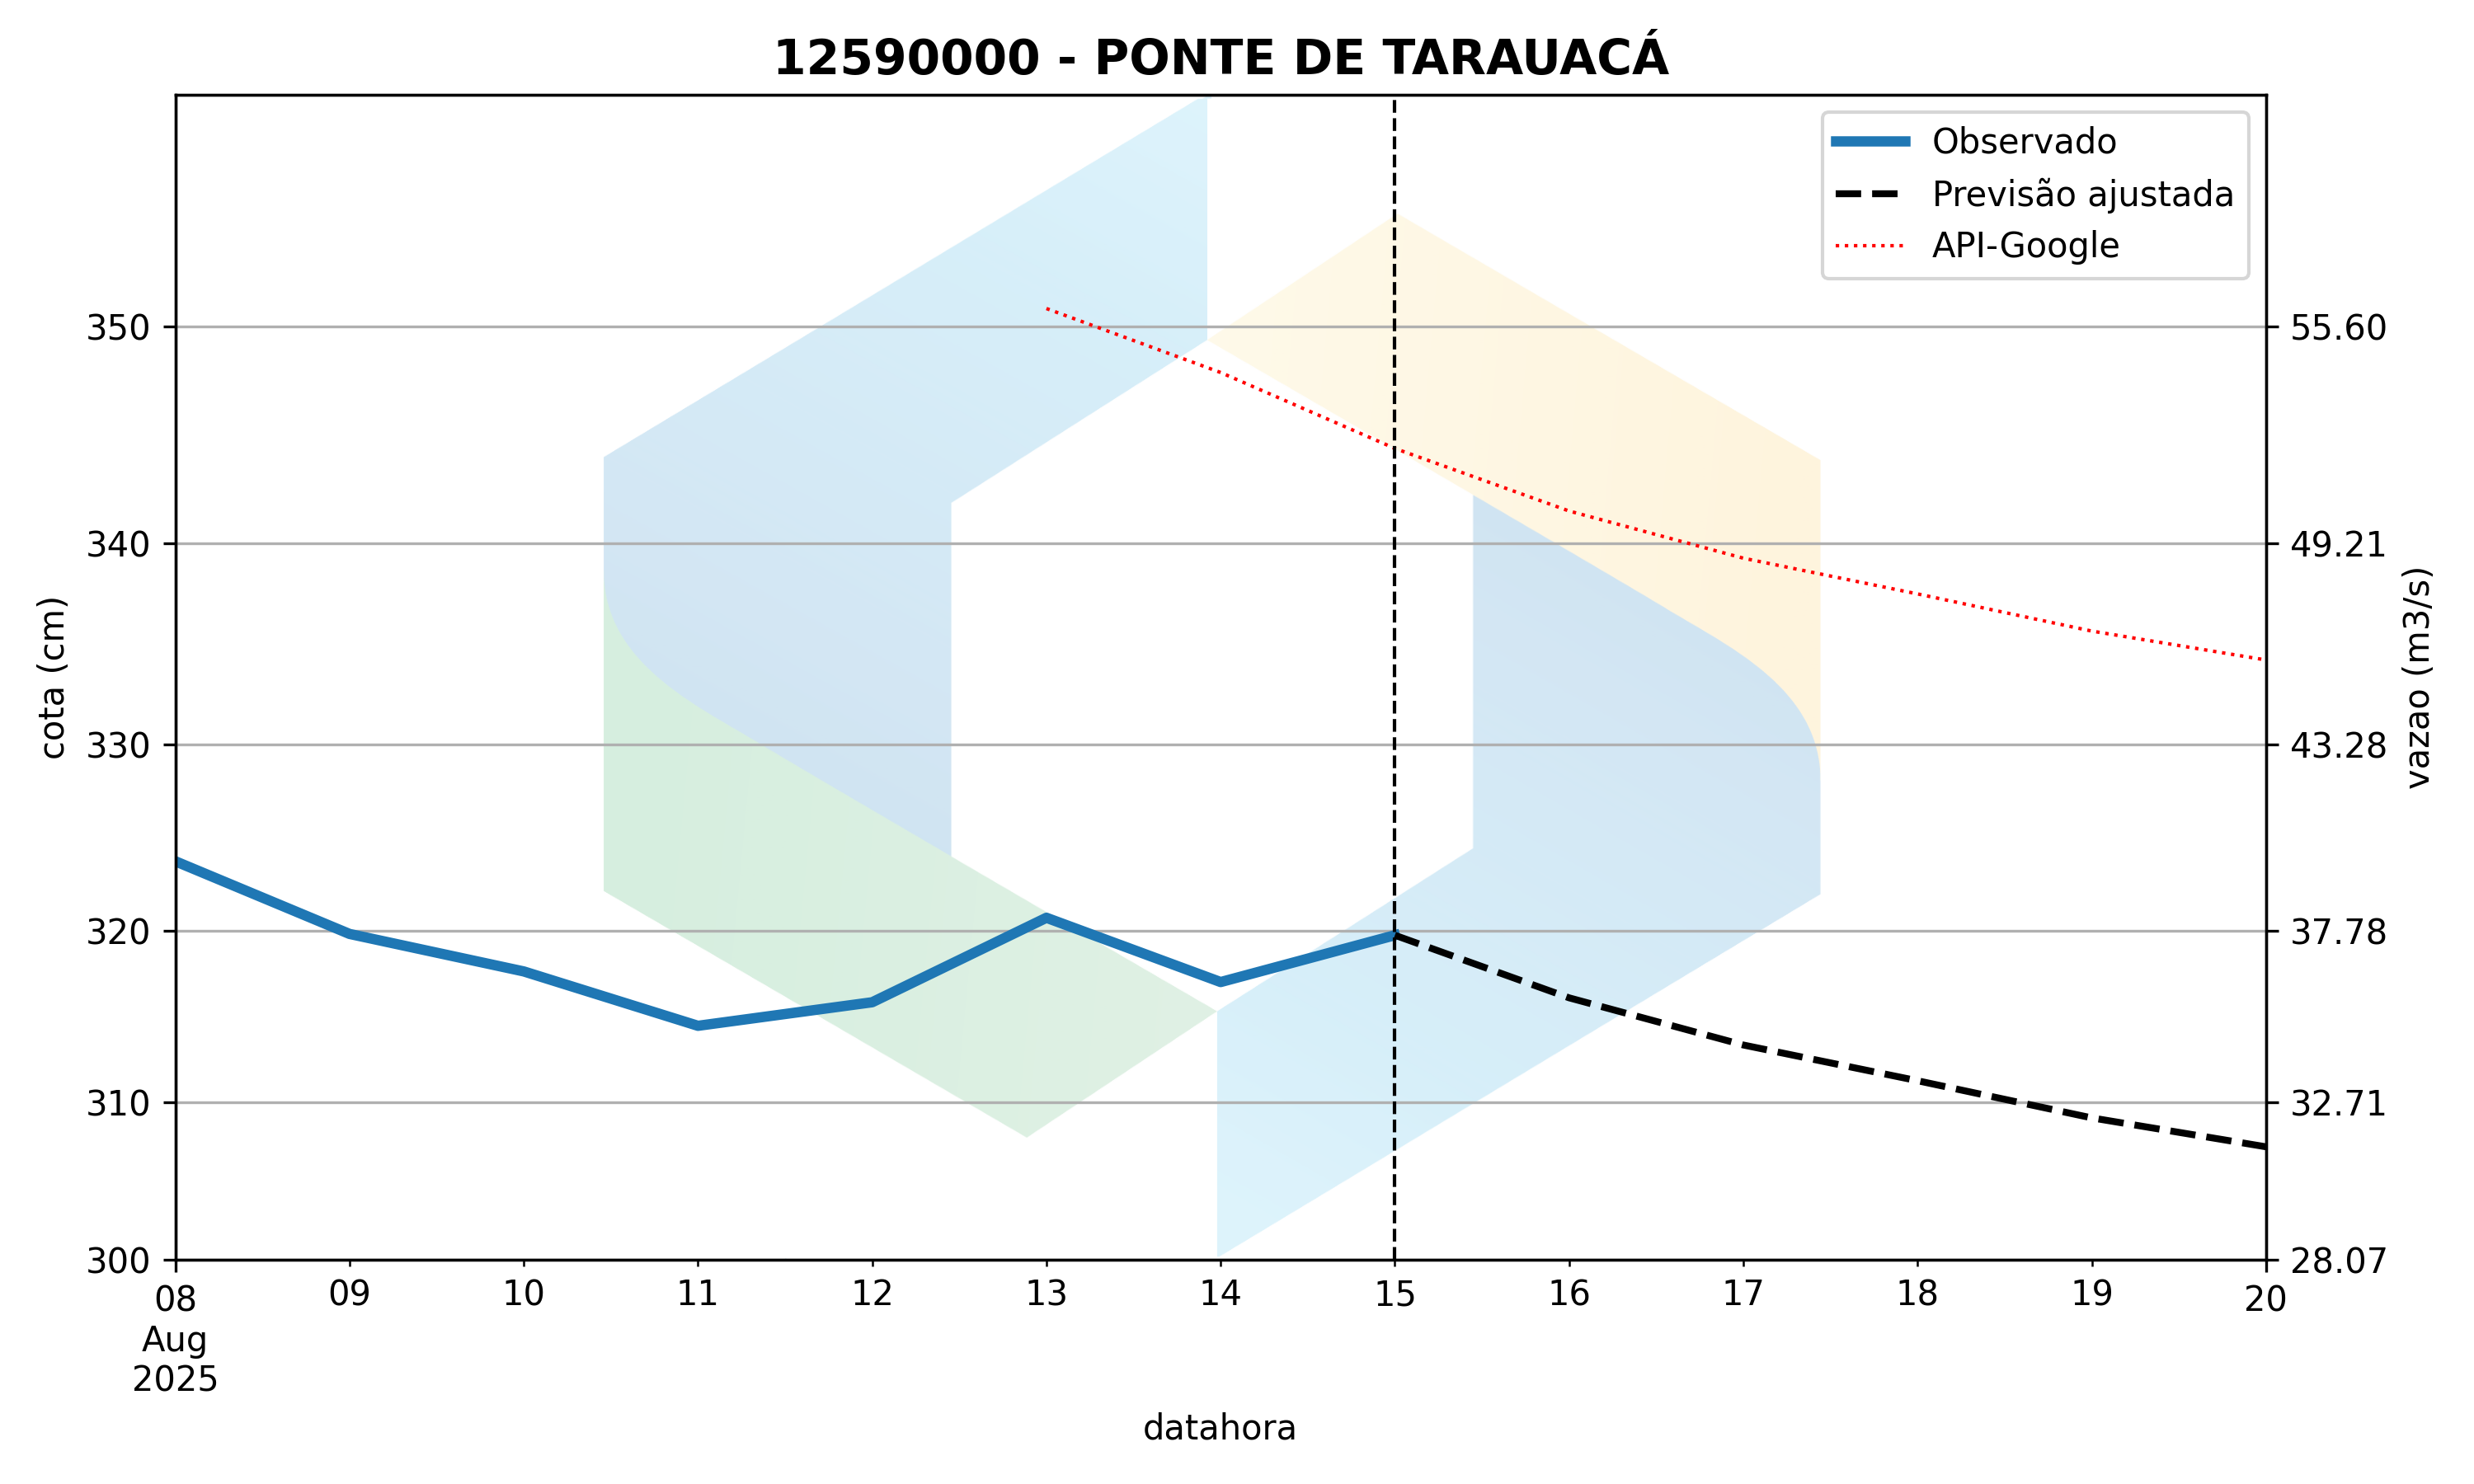 12590000 - PONTE DE TARAUACÁ
Observado
Previsão ajustada
API-Google
cota (cm)
350
340
330
320
310
300
55.60
49.21
43.28
37.78
32.71
28.07
vazao (m3/s)
08 09 10 11 12 13 14 15 16 17 18 19 20
Aug
2025
datahora